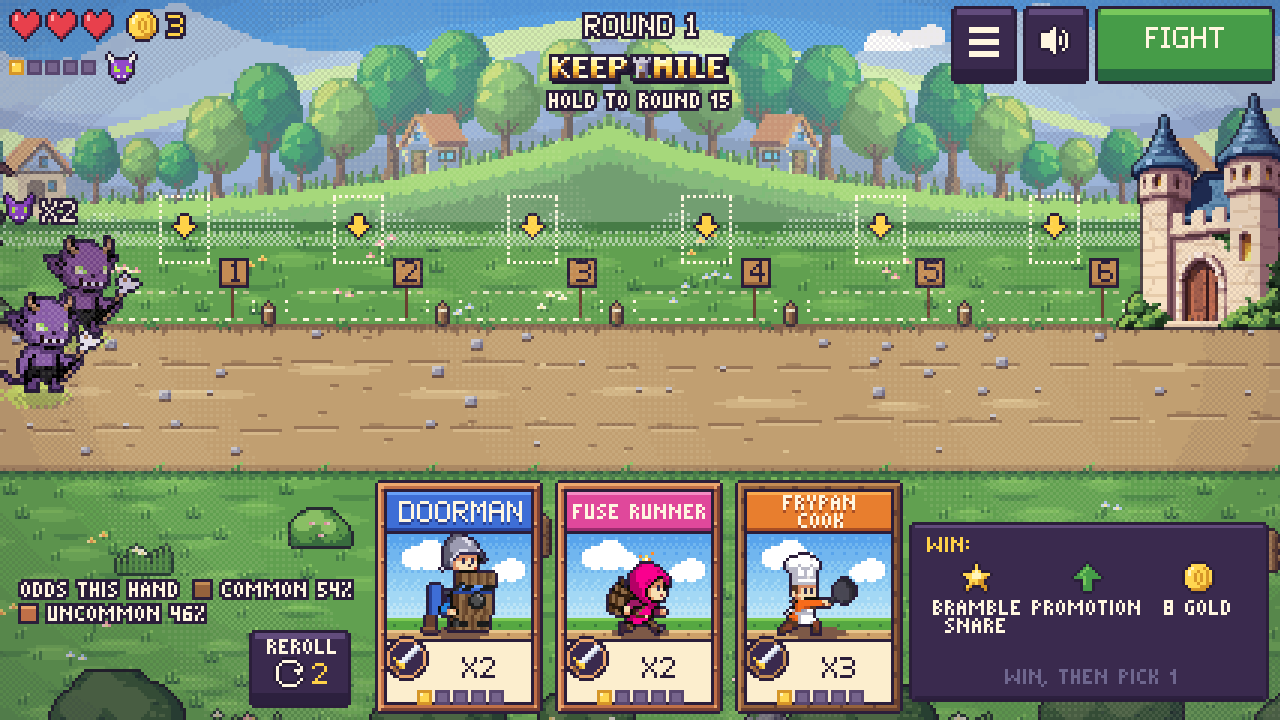 3
ROUND 1
KEEP MILE
HOLD TO ROUND 15
FIGHT
X2
1
2
3
4
5
6
DOORMAN
X2
FUSE RUNNER
X2
FRYPAN
COOK
X3
ODDS THIS HAND COMMON 54%
UNCOMMON 46%
REROLL
2
WIN:
BRAMBLE
SNARE
PROMOTION
8 GOLD
WIN, THEN PICK 1